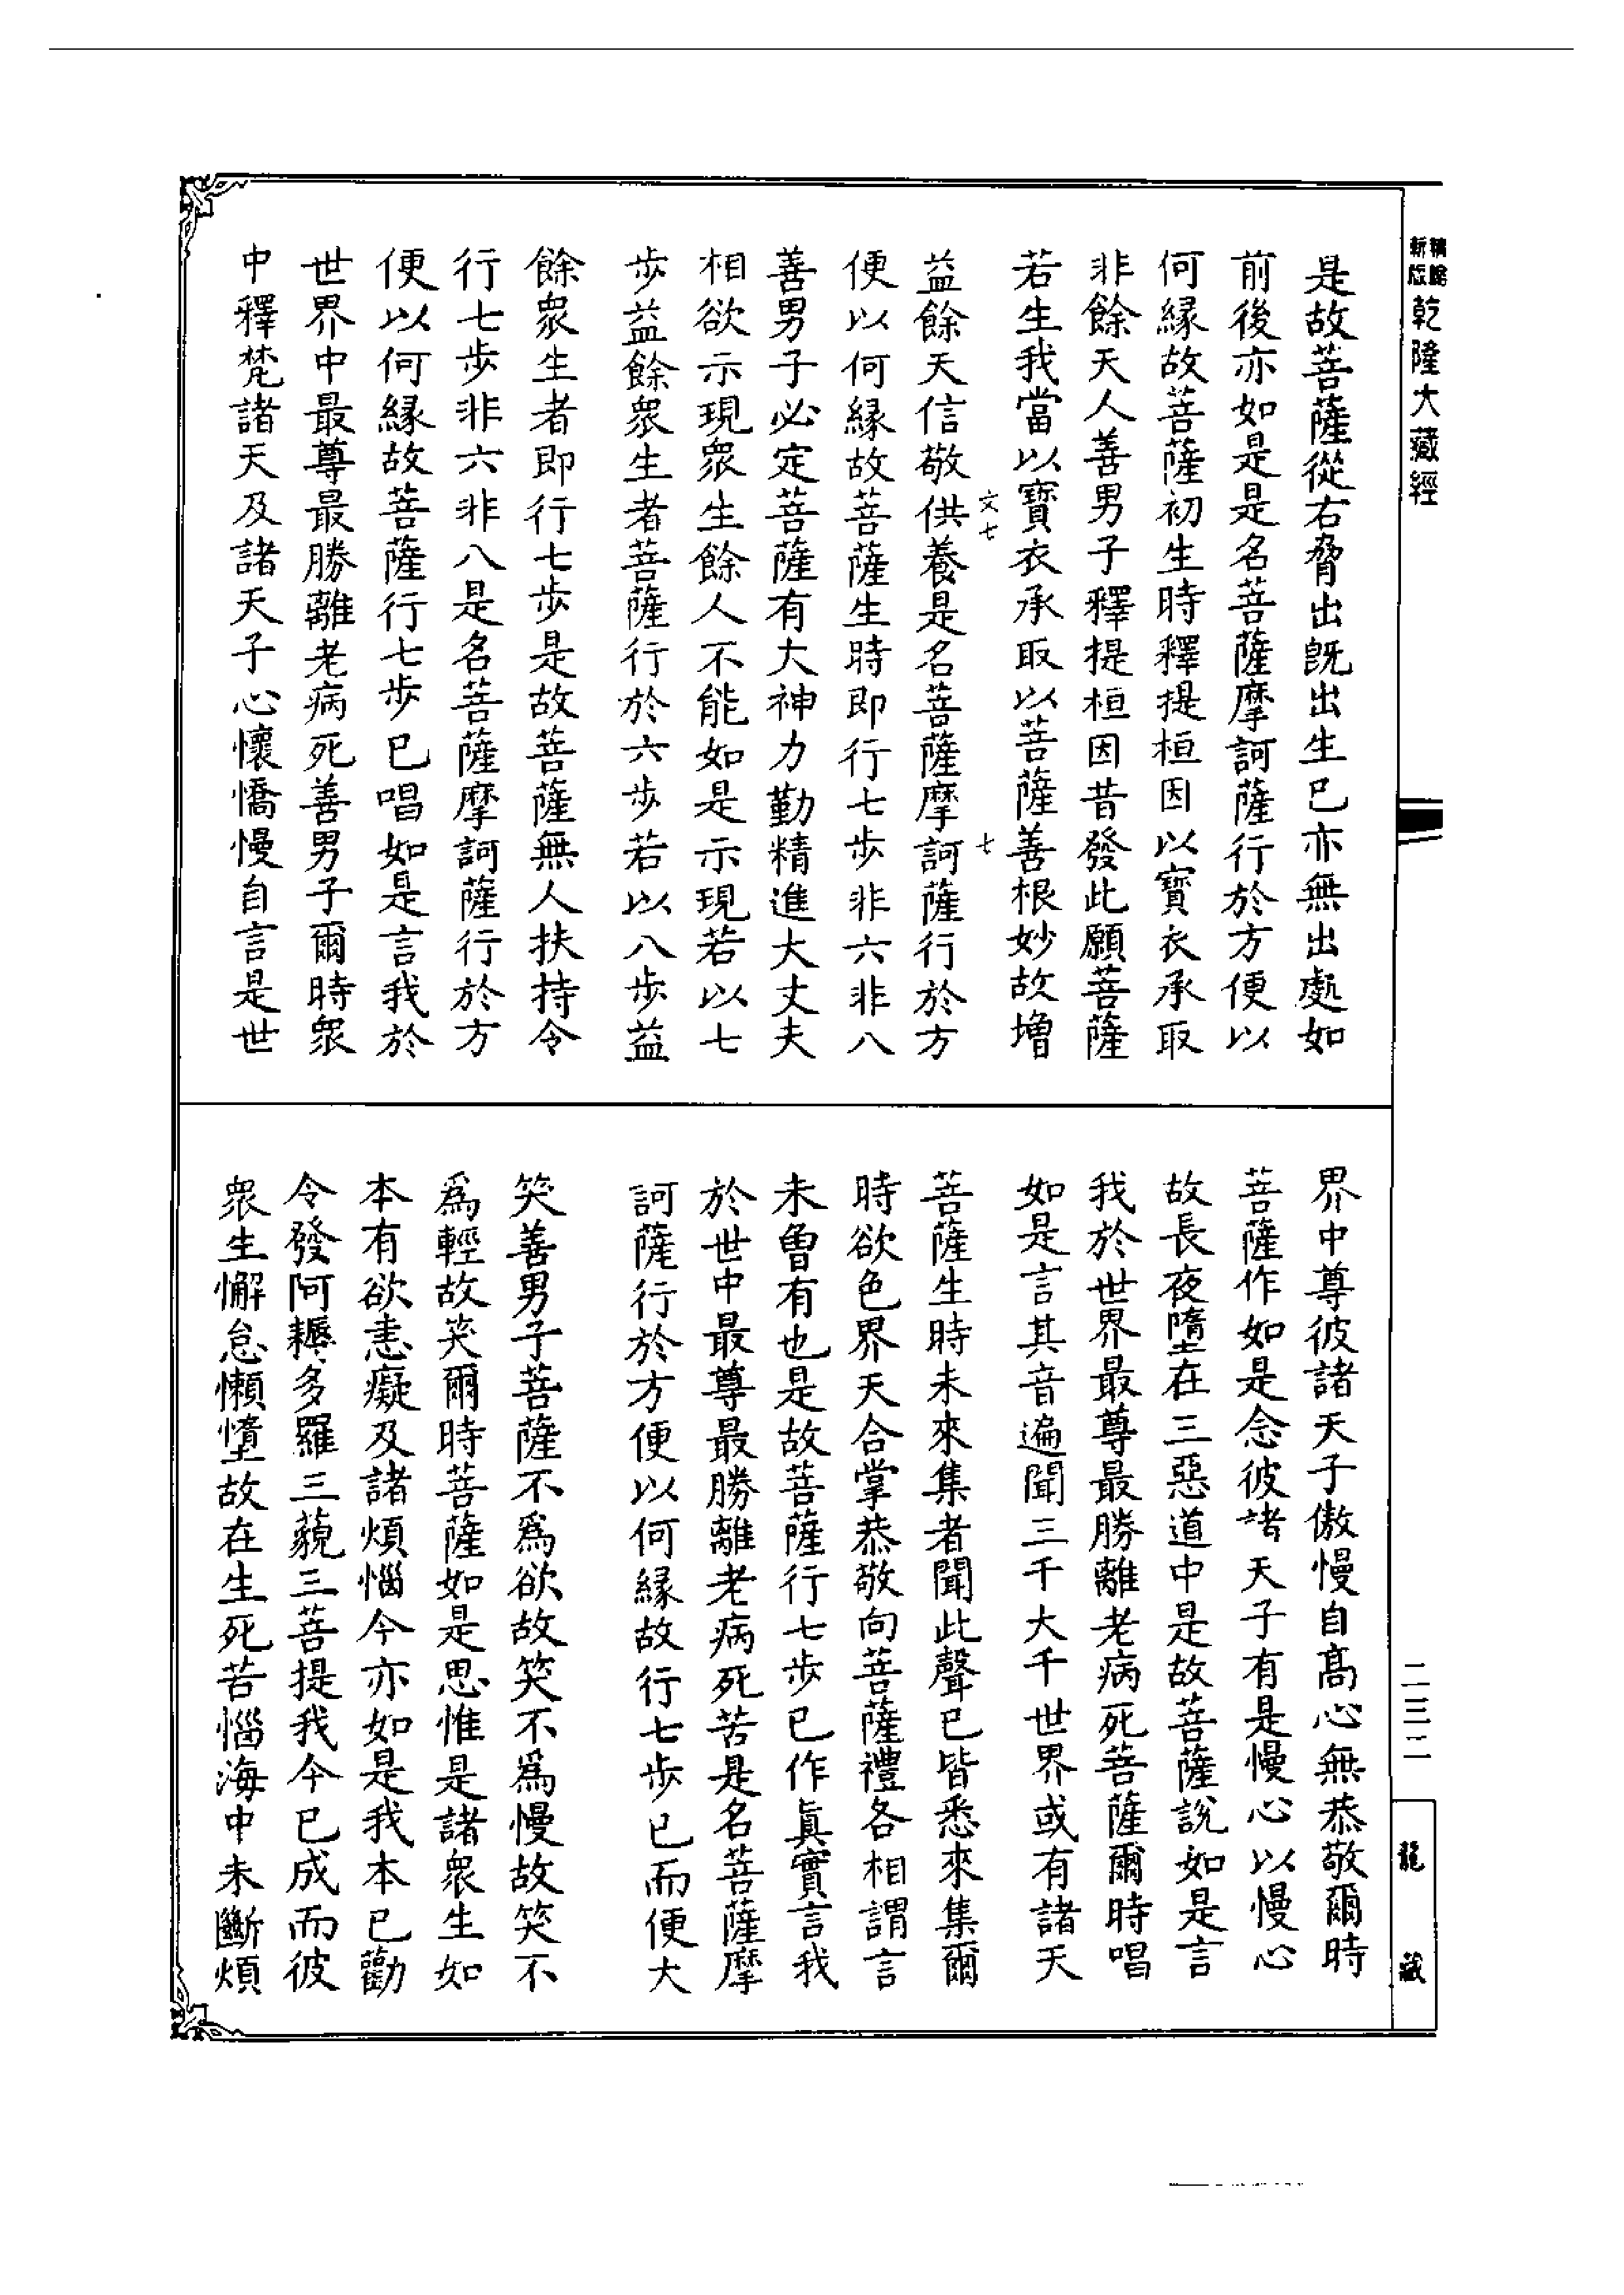 精餘新版 乾隆大藏經
是故菩薩從右脅出既出生已亦無出處如
前後亦如是是名菩薩摩訶薩行於方便以
何緣故菩薩初生時釋提桓因以寶衣承取
非餘天人善男子釋提桓因昔發此願菩薩
若生我當以寶衣承取以菩薩善根妙故增
文七 七
益餘天信敬供養是名菩薩摩訶薩行於方
便以何緣故菩薩生時即行七步非六非八
善男子必定菩薩有大神力勤精進大丈夫
相欲示現眾生餘人不能如是示現若以七
步益餘眾生者菩薩行於六步若以八步益
餘眾生者即行七步是故菩薩無人扶持令
行七步非六非八是名菩薩摩訶薩行於方
便以何緣故菩薩行七步已唱如是言我於
世界中最尊最勝離老病死善男子爾時眾
中釋梵諸天及諸天子心懷憍慢自言是世
界中尊彼諸天子傲慢自高心無恭敬爾時
菩薩作如是念彼諸天子有是慢心以慢心
故長夜墮在三惡道中是故菩薩說如是言
我於世界最尊最勝離老病死菩薩爾時唱
如是言其音遍聞三千大千世界或有諸天
菩薩生時未來集者聞此聲已皆悉來集爾
時欲色界天合掌恭敬向菩薩禮各相謂言
未曾有也是故菩薩行七步已作真實言我
於世中最尊最勝離老病死苦是名菩薩摩
訶薩行於方便以何緣故行七步已而便大
笑善男子菩薩不為欲故笑不為慢故笑不
為輕故笑爾時菩薩如是思惟是諸眾生如
本有欲恚癡及諸煩惱今亦如是我本已勸
令發阿耨多羅三藐三菩提我今已成而彼
眾生懈怠懶墮故在生死苦惱海中未斷煩
二三二
龍藏